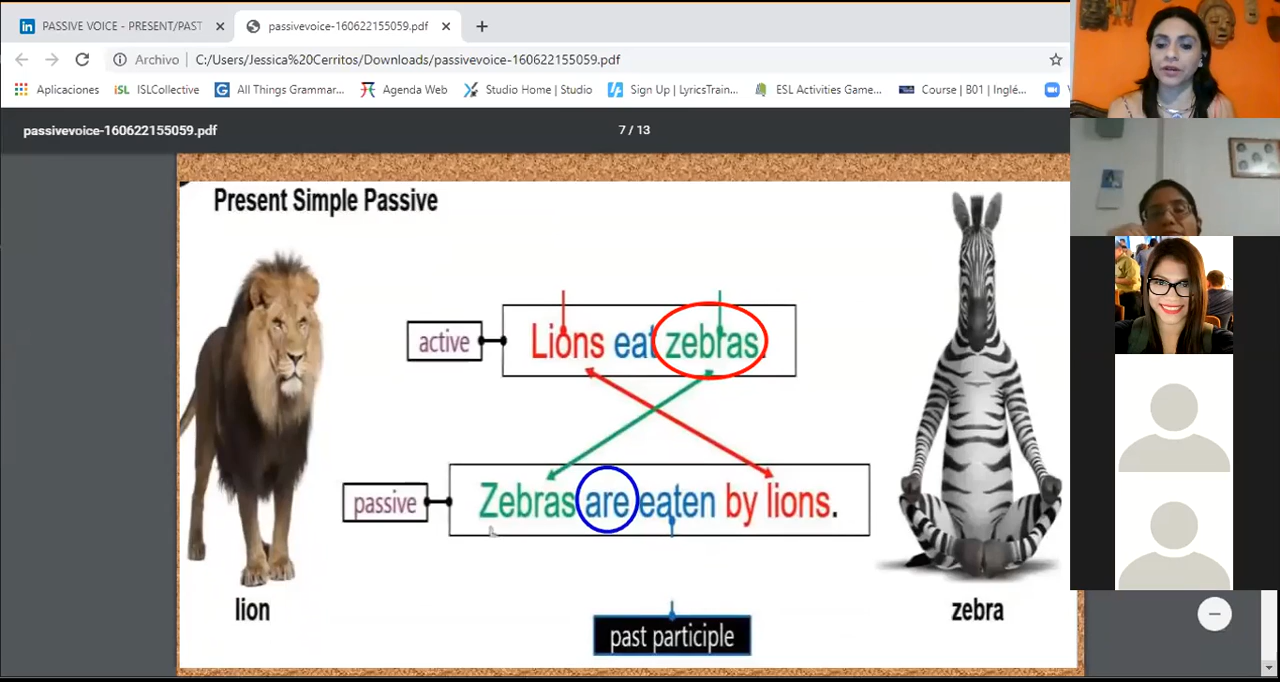 PASSIVE VOICE - PRESENT/PAST
passivevoice-160622155059.pdf
Archivo
C:/Users/Jessica%20Cerritos/Downloads/passivevoice-160622155059.pdf
Aplicaciones
iSL ISLCollective
All Things Grammar...
Agenda Web
Studio Home | Studio
Sign Up | LyricsTrain...
ESL Activities Game...
Course | B01 | Inglé...
passivevoice-160622155059.pdf
7 / 13
Present Simple Passive
active
Lions eat zebras.
passive
Zebras are eaten by lions.
lion
zebra
past participle